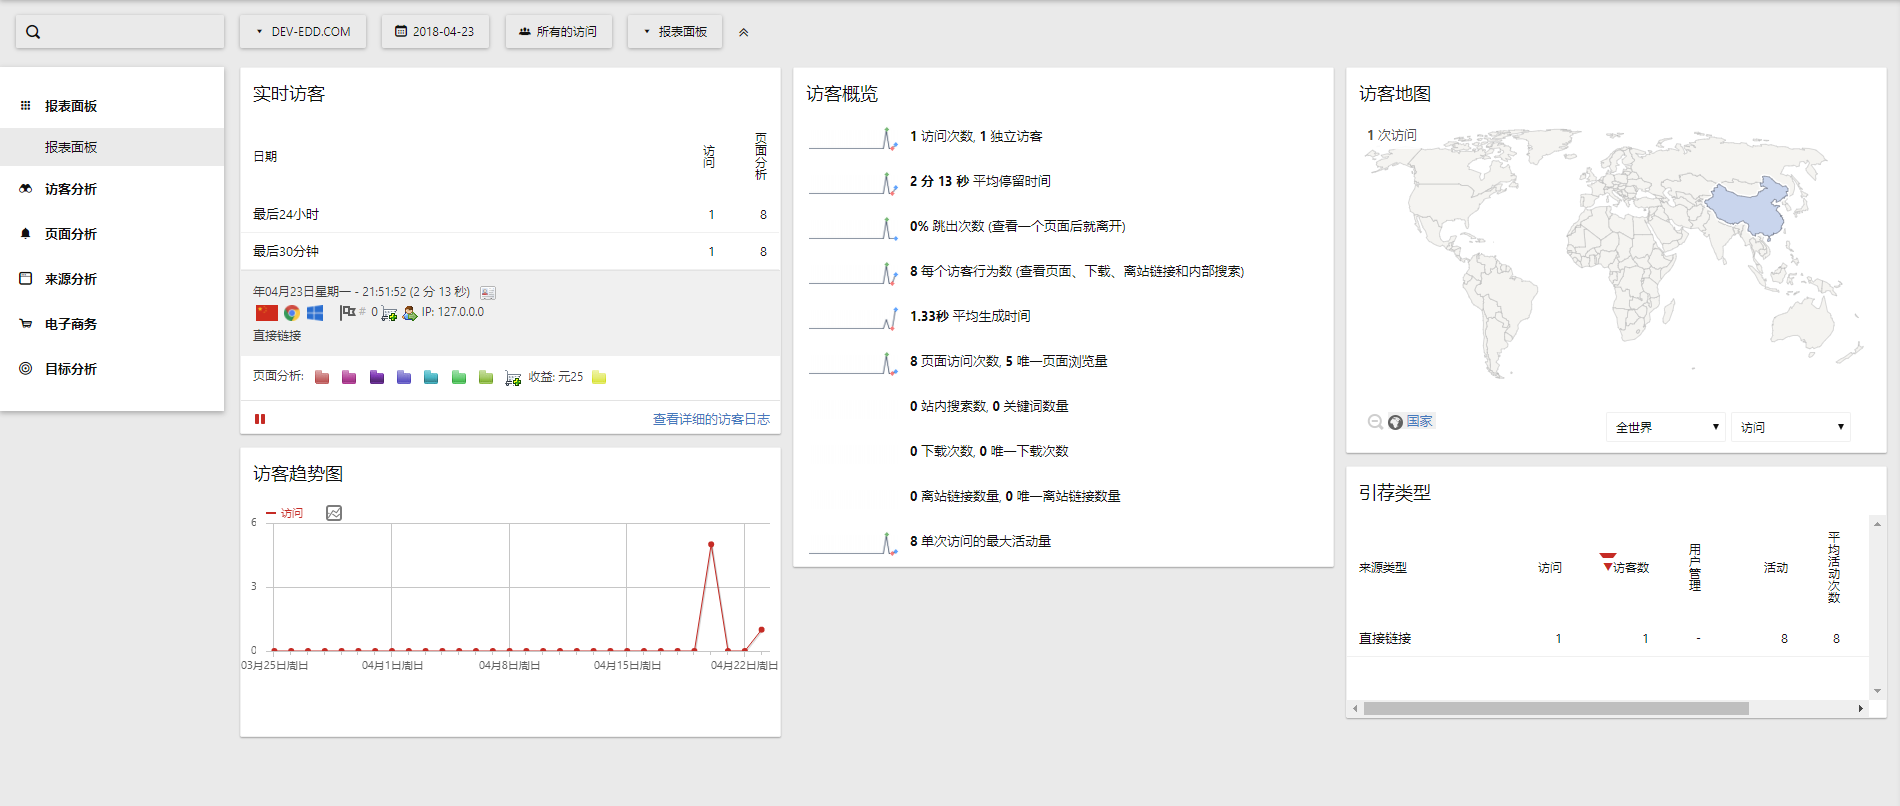 DEV-EDD.COM
2018-04-23
所有的访问
报表面板
报表面板
报表面板
访客分析
页面分析
来源分析
电子商务
目标分析
实时访客
日期
访问
页面分析
最后24小时 1 8
最后30分钟 1 8
年04月23日星期一 - 21:51:52 (2 分 13 秒)
# 0 IP: 127.0.0.0
直接链接
页面分析: 收益: 元25
查看详细的访客日志
访客趋势图
访问
6
3
0
03月25日周日 04月1日周日 04月8日周日 04月15日周日 04月22日周日
访客概览
1 访问次数, 1 独立访客
2 分 13 秒 平均停留时间
0% 跳出次数 (查看一个页面后就离开)
8 每个访客行为数 (查看页面、下载、离站链接和内部搜索)
1.33秒 平均生成时间
8 页面访问次数, 5 唯一页面浏览量
0 站内搜索数, 0 关键词数量
0 下载次数, 0 唯一下载次数
0 离站链接数量, 0 唯一离站链接数量
8 单次访问的最大活动量
访客地图
1 次访问
国家
全世界
访问
引荐类型
来源类型 访问 访客数 用户管理 活动 平均活动次数
直接链接 1 1 - 8 8